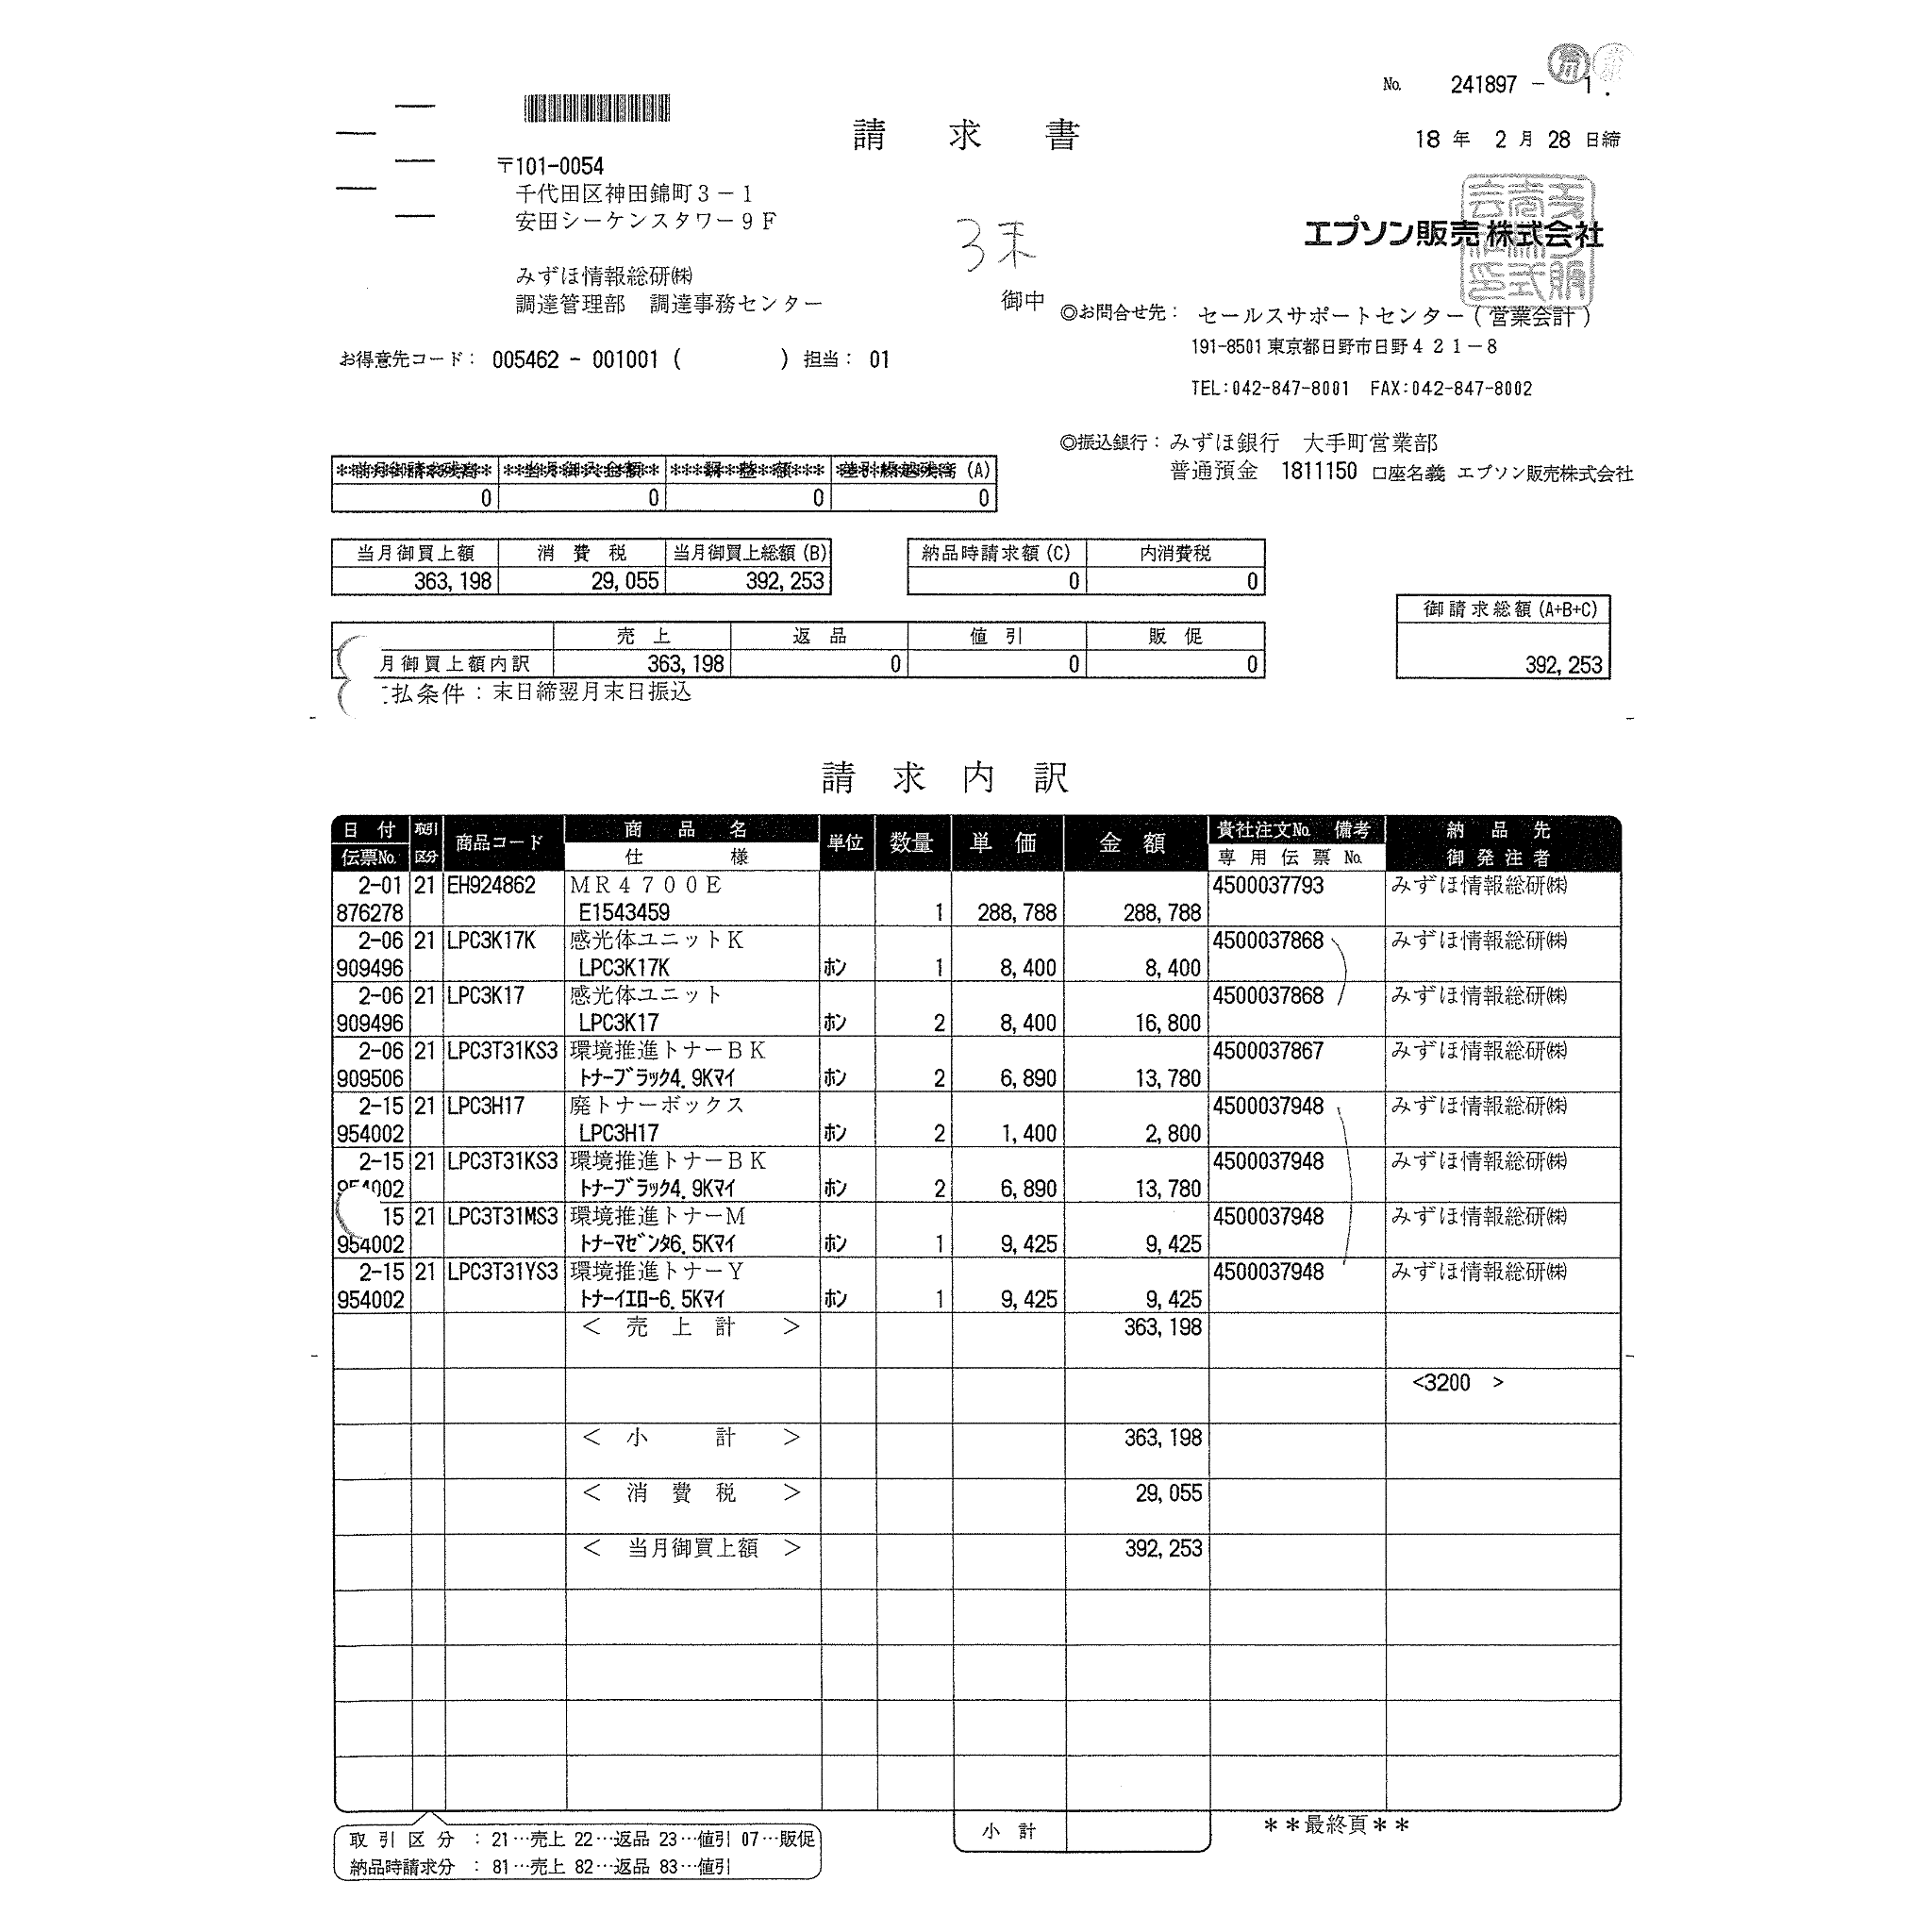 No. 241897 - 1
請求書
18 年 2 月 28 日締
〒101-0054
千代田区神田錦町3-1
安田シーケンスタワー9F
エプソン販売株式会社
3末
みずほ情報総研㈱
調達管理部 調達事務センター
御中
◎お問合せ先: セールスサポートセンター(営業会計)
191-8501 東京都日野市日野421-8
お得意先コード: 005462 - 001001 ( ) 担当: 01
TEL:042-847-8001 FAX:042-847-8002
◎振込銀行: みずほ銀行 大手町営業部
普通預金 1811150 口座名義 エプソン販売株式会社
(A)
0 0 0 0
当月御買上額 消費税 当月御買上総額(B) 納品時請求額(C) 内消費税
363,198 29,055 392,253 0 0
御請求総額(A+B+C)
392,253
売上 返品 値引 販促
月御買上額内訳 363,198 0 0 0
払条件: 末日締翌月末日振込
請求内訳
日付 取引 商品コード 商品名 単位 数量 単価 金額 貴社注文No. 備考 納品先
伝票No. 区分 仕様 専用伝票No. 御発注者
2-01 21 EH924862 MR4700E 4500037793 みずほ情報総研㈱
876278 E1543459 1 288,788 288,788
2-06 21 LPC3K17K 感光体ユニットK 4500037868 みずほ情報総研㈱
909496 LPC3K17K ホン 1 8,400 8,400
2-06 21 LPC3K17 感光体ユニット 4500037868 みずほ情報総研㈱
909496 LPC3K17 ホン 2 8,400 16,800
2-06 21 LPC3T31KS3 環境推進トナーBK 4500037867 みずほ情報総研㈱
909506 トナーブラック4.9Kマイ ホン 2 6,890 13,780
2-15 21 LPC3H17 廃トナーボックス 4500037948 みずほ情報総研㈱
954002 LPC3H17 ホン 2 1,400 2,800
2-15 21 LPC3T31KS3 環境推進トナーBK 4500037948 みずほ情報総研㈱
954002 トナーブラック4.9Kマイ ホン 2 6,890 13,780
15 21 LPC3T31MS3 環境推進トナーM 4500037948 みずほ情報総研㈱
954002 トナーマゼンタ6.5Kマイ ホン 1 9,425 9,425
2-15 21 LPC3T31YS3 環境推進トナーY 4500037948 みずほ情報総研㈱
954002 トナーイエロー6.5Kマイ ホン 1 9,425 9,425
< 売上計 > 363,198
<3200 >
< 小計 > 363,198
< 消費税 > 29,055
< 当月御買上額 > 392,253
小計
**最終頁**
取引区分 : 21…売上 22…返品 23…値引 07…販促
納品時請求分 : 81…売上 82…返品 83…値引